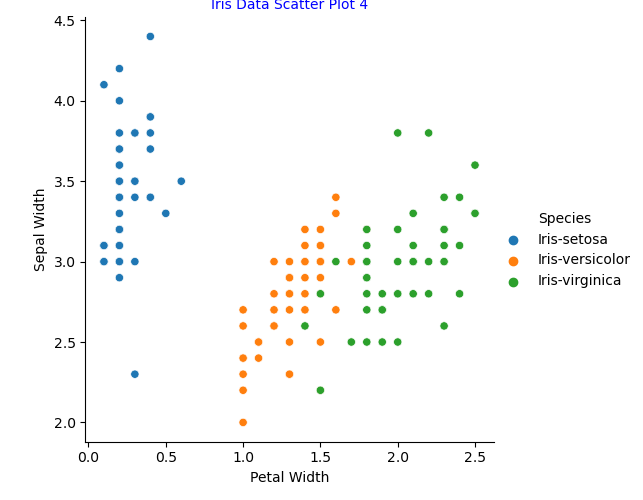 Iris Data Scatter Plot 4
4.5
4.0
3.5
3.0
2.5
2.0
Sepal Width
0.0 0.5 1.0 1.5 2.0 2.5
Petal Width
Species
Iris-setosa
Iris-versicolor
Iris-virginica